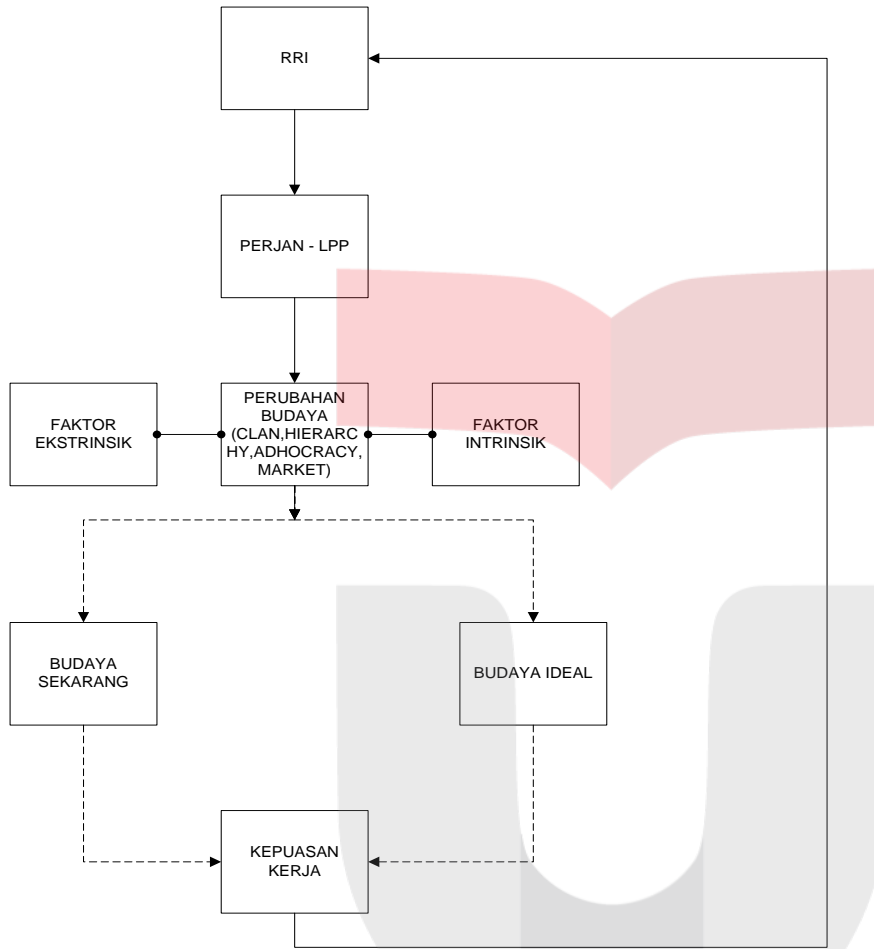 RRI
PERJAN - LPP
FAKTOR
EKSTRINSIK
PERUBAHAN
BUDAYA
(CLAN,HIERARC
HY,ADHOCRACY,
MARKET)
FAKTOR
INTRINSIK
BUDAYA
SEKARANG
BUDAYA IDEAL
KEPUASAN
KERJA